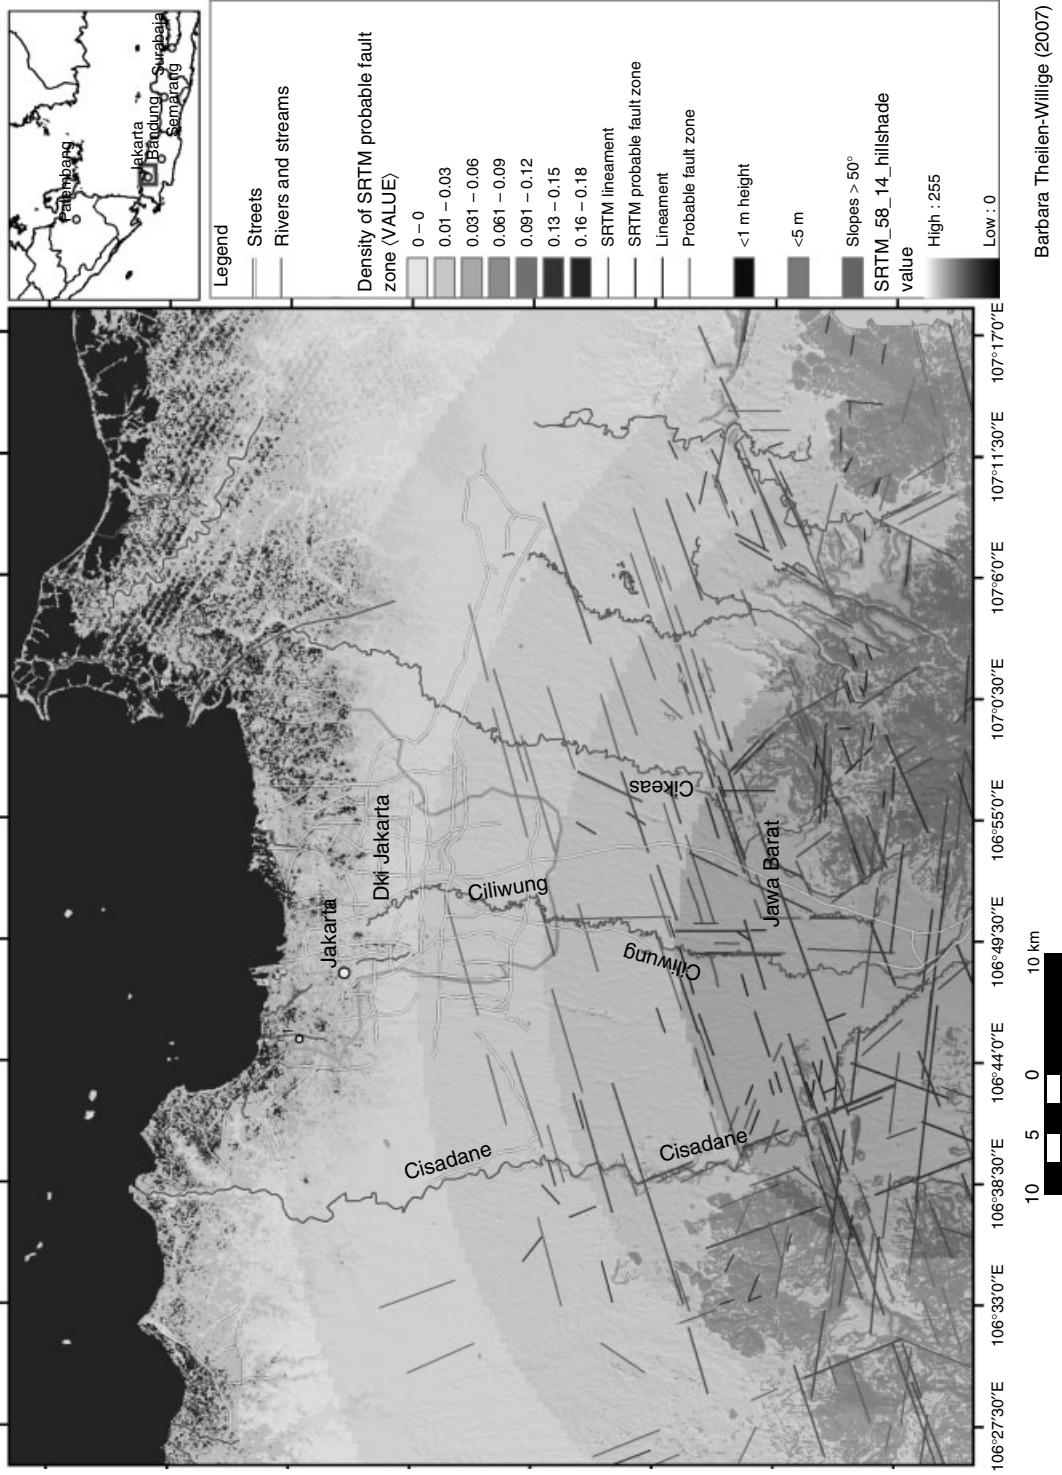 Palembang
Jakarta
Bandung
Semarang
Surabaja
Legend
Streets
Rivers and streams
Density of SRTM probable fault
zone ⟨VALUE⟩
0 – 0
0.01 – 0.03
0.031 – 0.06
0.061 – 0.09
0.091 – 0.12
0.13 – 0.15
0.16 – 0.18
SRTM lineament
SRTM probable fault zone
Lineament
Probable fault zone
<1 m height
<5 m
Slopes > 50°
SRTM_58_14_hillshade
value
High : 255
Low : 0
Jakarta
Dki Jakarta
Ciliwung
Ciliwung
Cikeas
Cisadane
Cisadane
Jawa Barat
106°27′30″E
106°33′0″E
106°38′30″E
106°44′0″E
106°49′30″E
106°55′0″E
107°0′30″E
107°6′0″E
107°11′30″E
107°17′0″E
10 5 0 10 km
Barbara Theilen-Willige (2007)